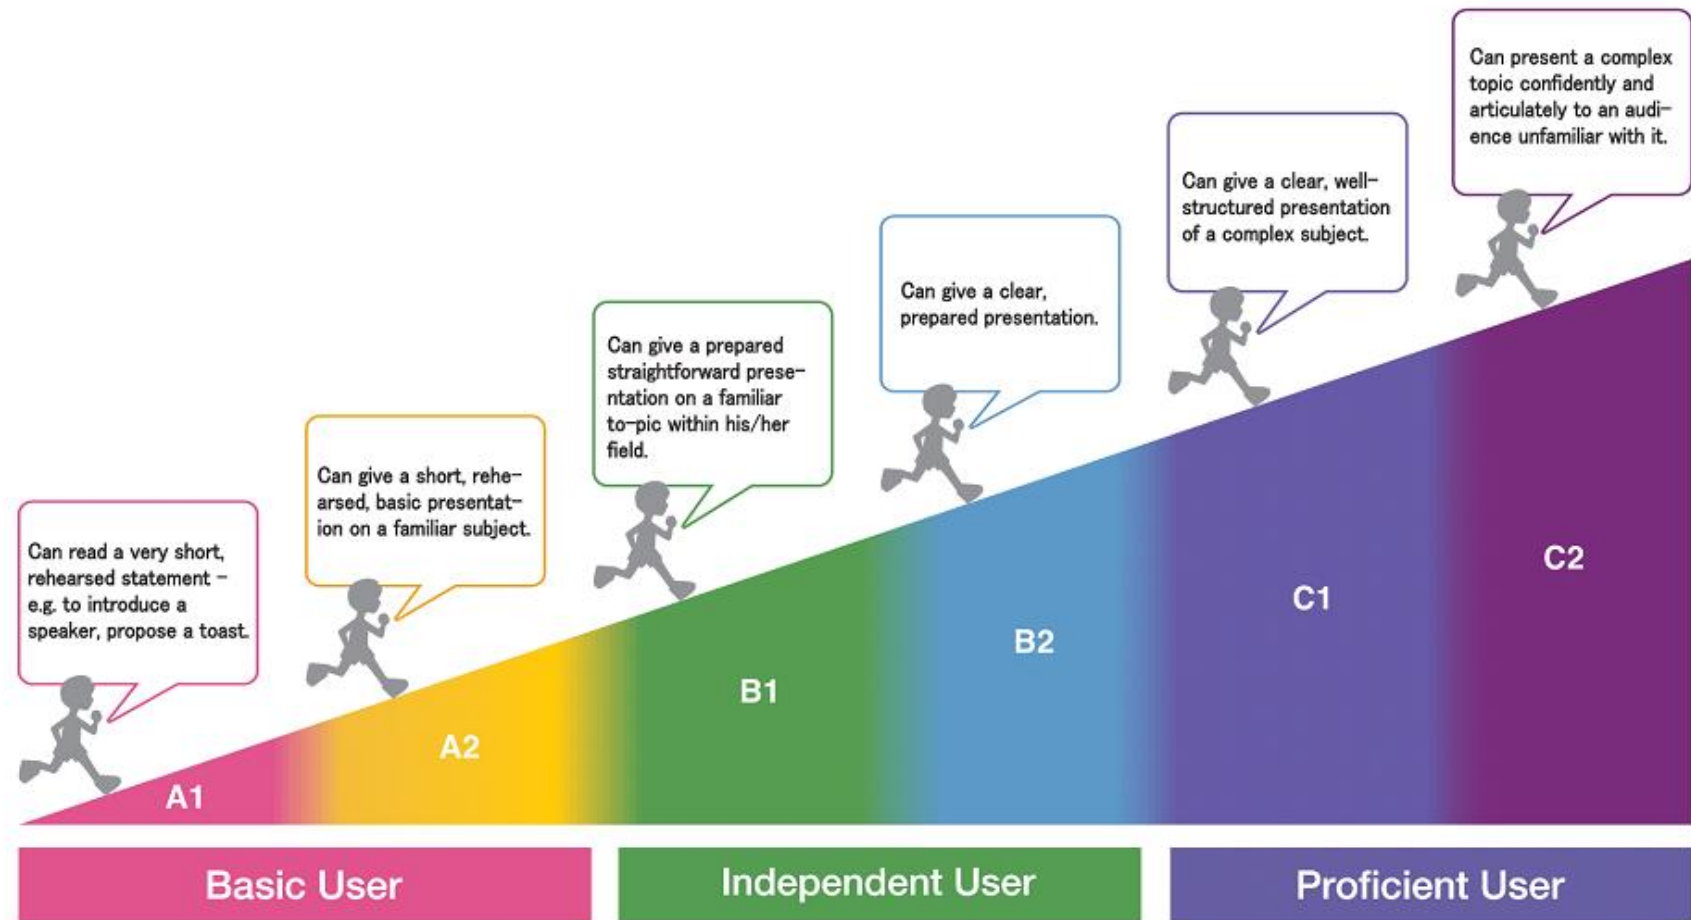 Can read a very short,
rehearsed statement –
e.g. to introduce a
speaker, propose a toast.
Can give a short, rehe-
arsed, basic presentat-
ion on a familiar subject.
Can give a prepared
straightforward prese-
ntation on a familiar
to-pic within his/her
field.
Can give a clear,
prepared presentation.
Can give a clear, well-
structured presentation
of a complex subject.
Can present a complex
topic confidently and
articulately to an audi-
ence unfamiliar with it.
A1
A2
B1
B2
C1
C2
Basic User
Independent User
Proficient User